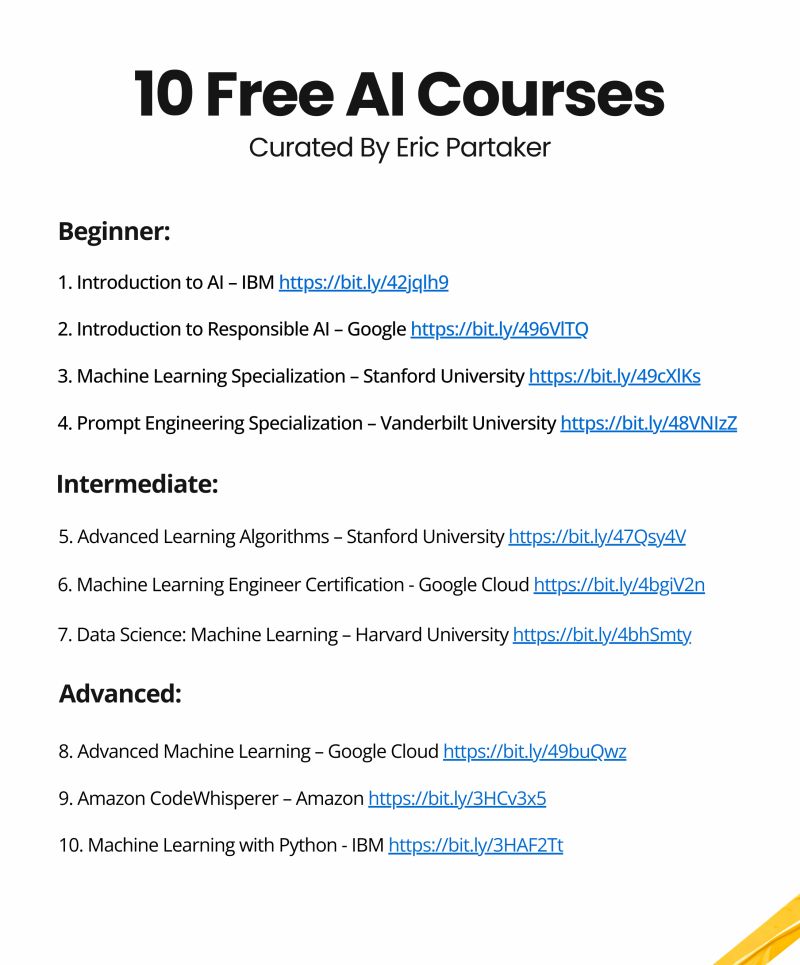 10 Free AI Courses
Curated By Eric Partaker
Beginner:
1. Introduction to AI – IBM https://bit.ly/42jqlh9
2. Introduction to Responsible AI – Google https://bit.ly/496VlTQ
3. Machine Learning Specialization – Stanford University https://bit.ly/49cXlKs
4. Prompt Engineering Specialization – Vanderbilt University https://bit.ly/48VNIzZ
Intermediate:
5. Advanced Learning Algorithms – Stanford University https://bit.ly/47Qsy4V
6. Machine Learning Engineer Certification - Google Cloud https://bit.ly/4bgiV2n
7. Data Science: Machine Learning – Harvard University https://bit.ly/4bhSmty
Advanced:
8. Advanced Machine Learning – Google Cloud https://bit.ly/49buQwz
9. Amazon CodeWhisperer – Amazon https://bit.ly/3HCv3x5
10. Machine Learning with Python - IBM https://bit.ly/3HAF2Tt